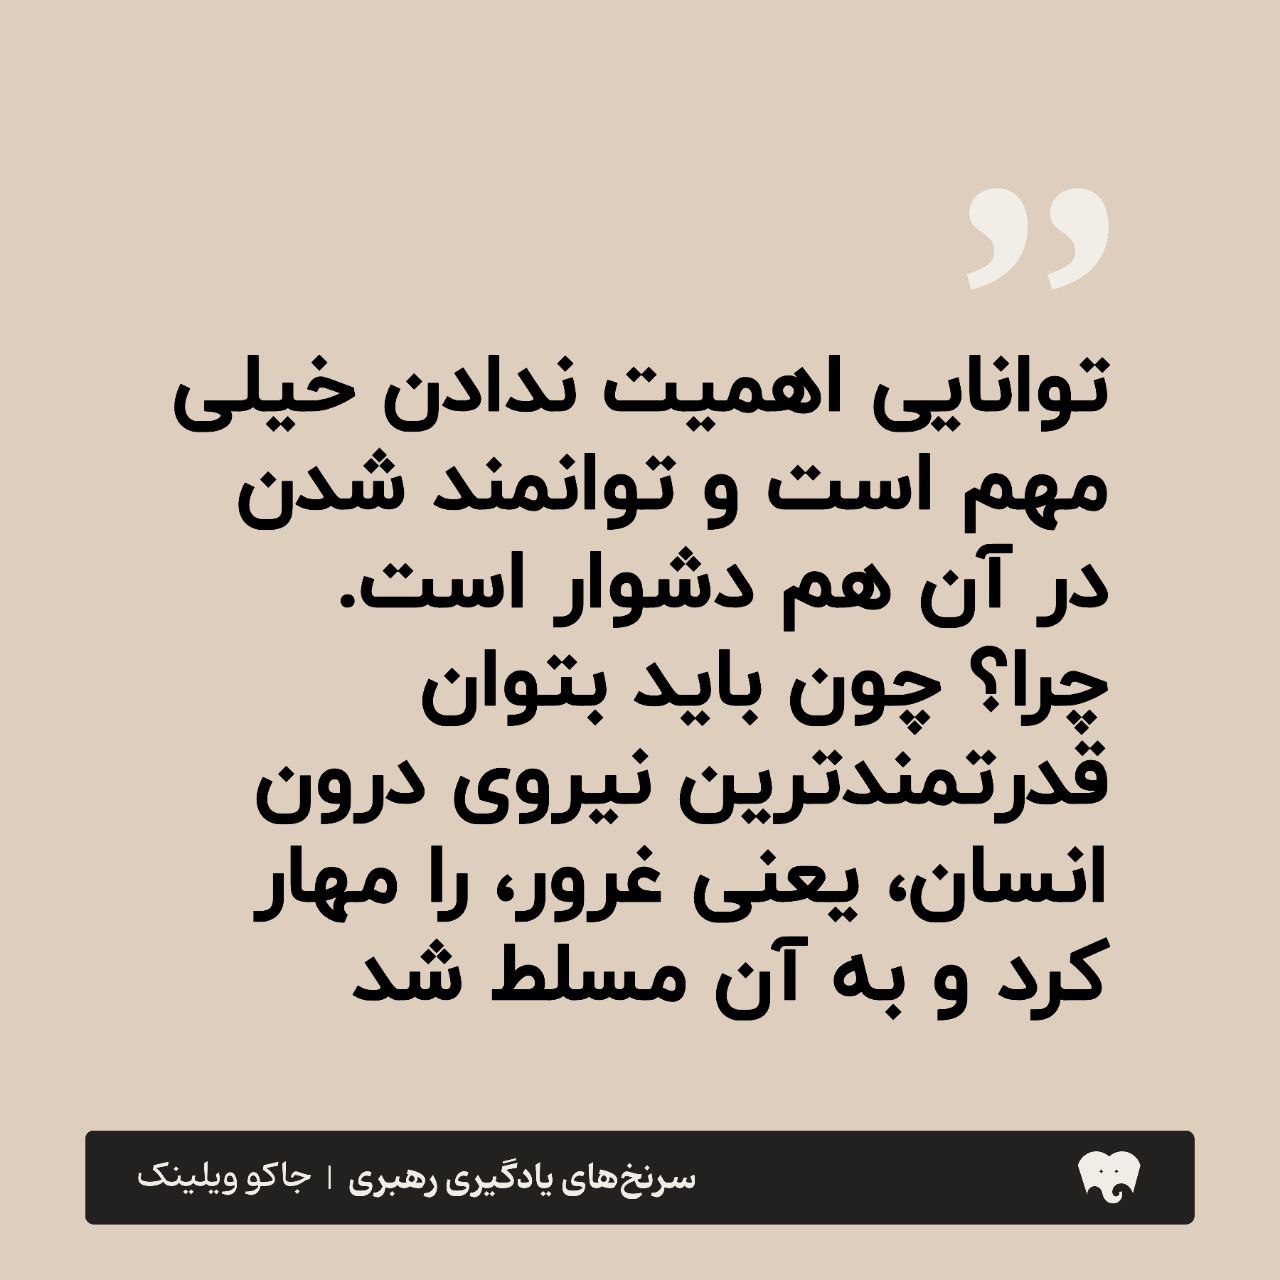 توانایی اهمیت ندادن خیلی
مهم است و توانمند شدن
در آن هم دشوار است.
چرا؟ چون باید بتوان
قدرتمندترین نیروی درون
انسان، یعنی غرور، را مهار
کرد و به آن مسلط شد
سرنخ‌های یادگیری رهبری | جاکو ویلینک